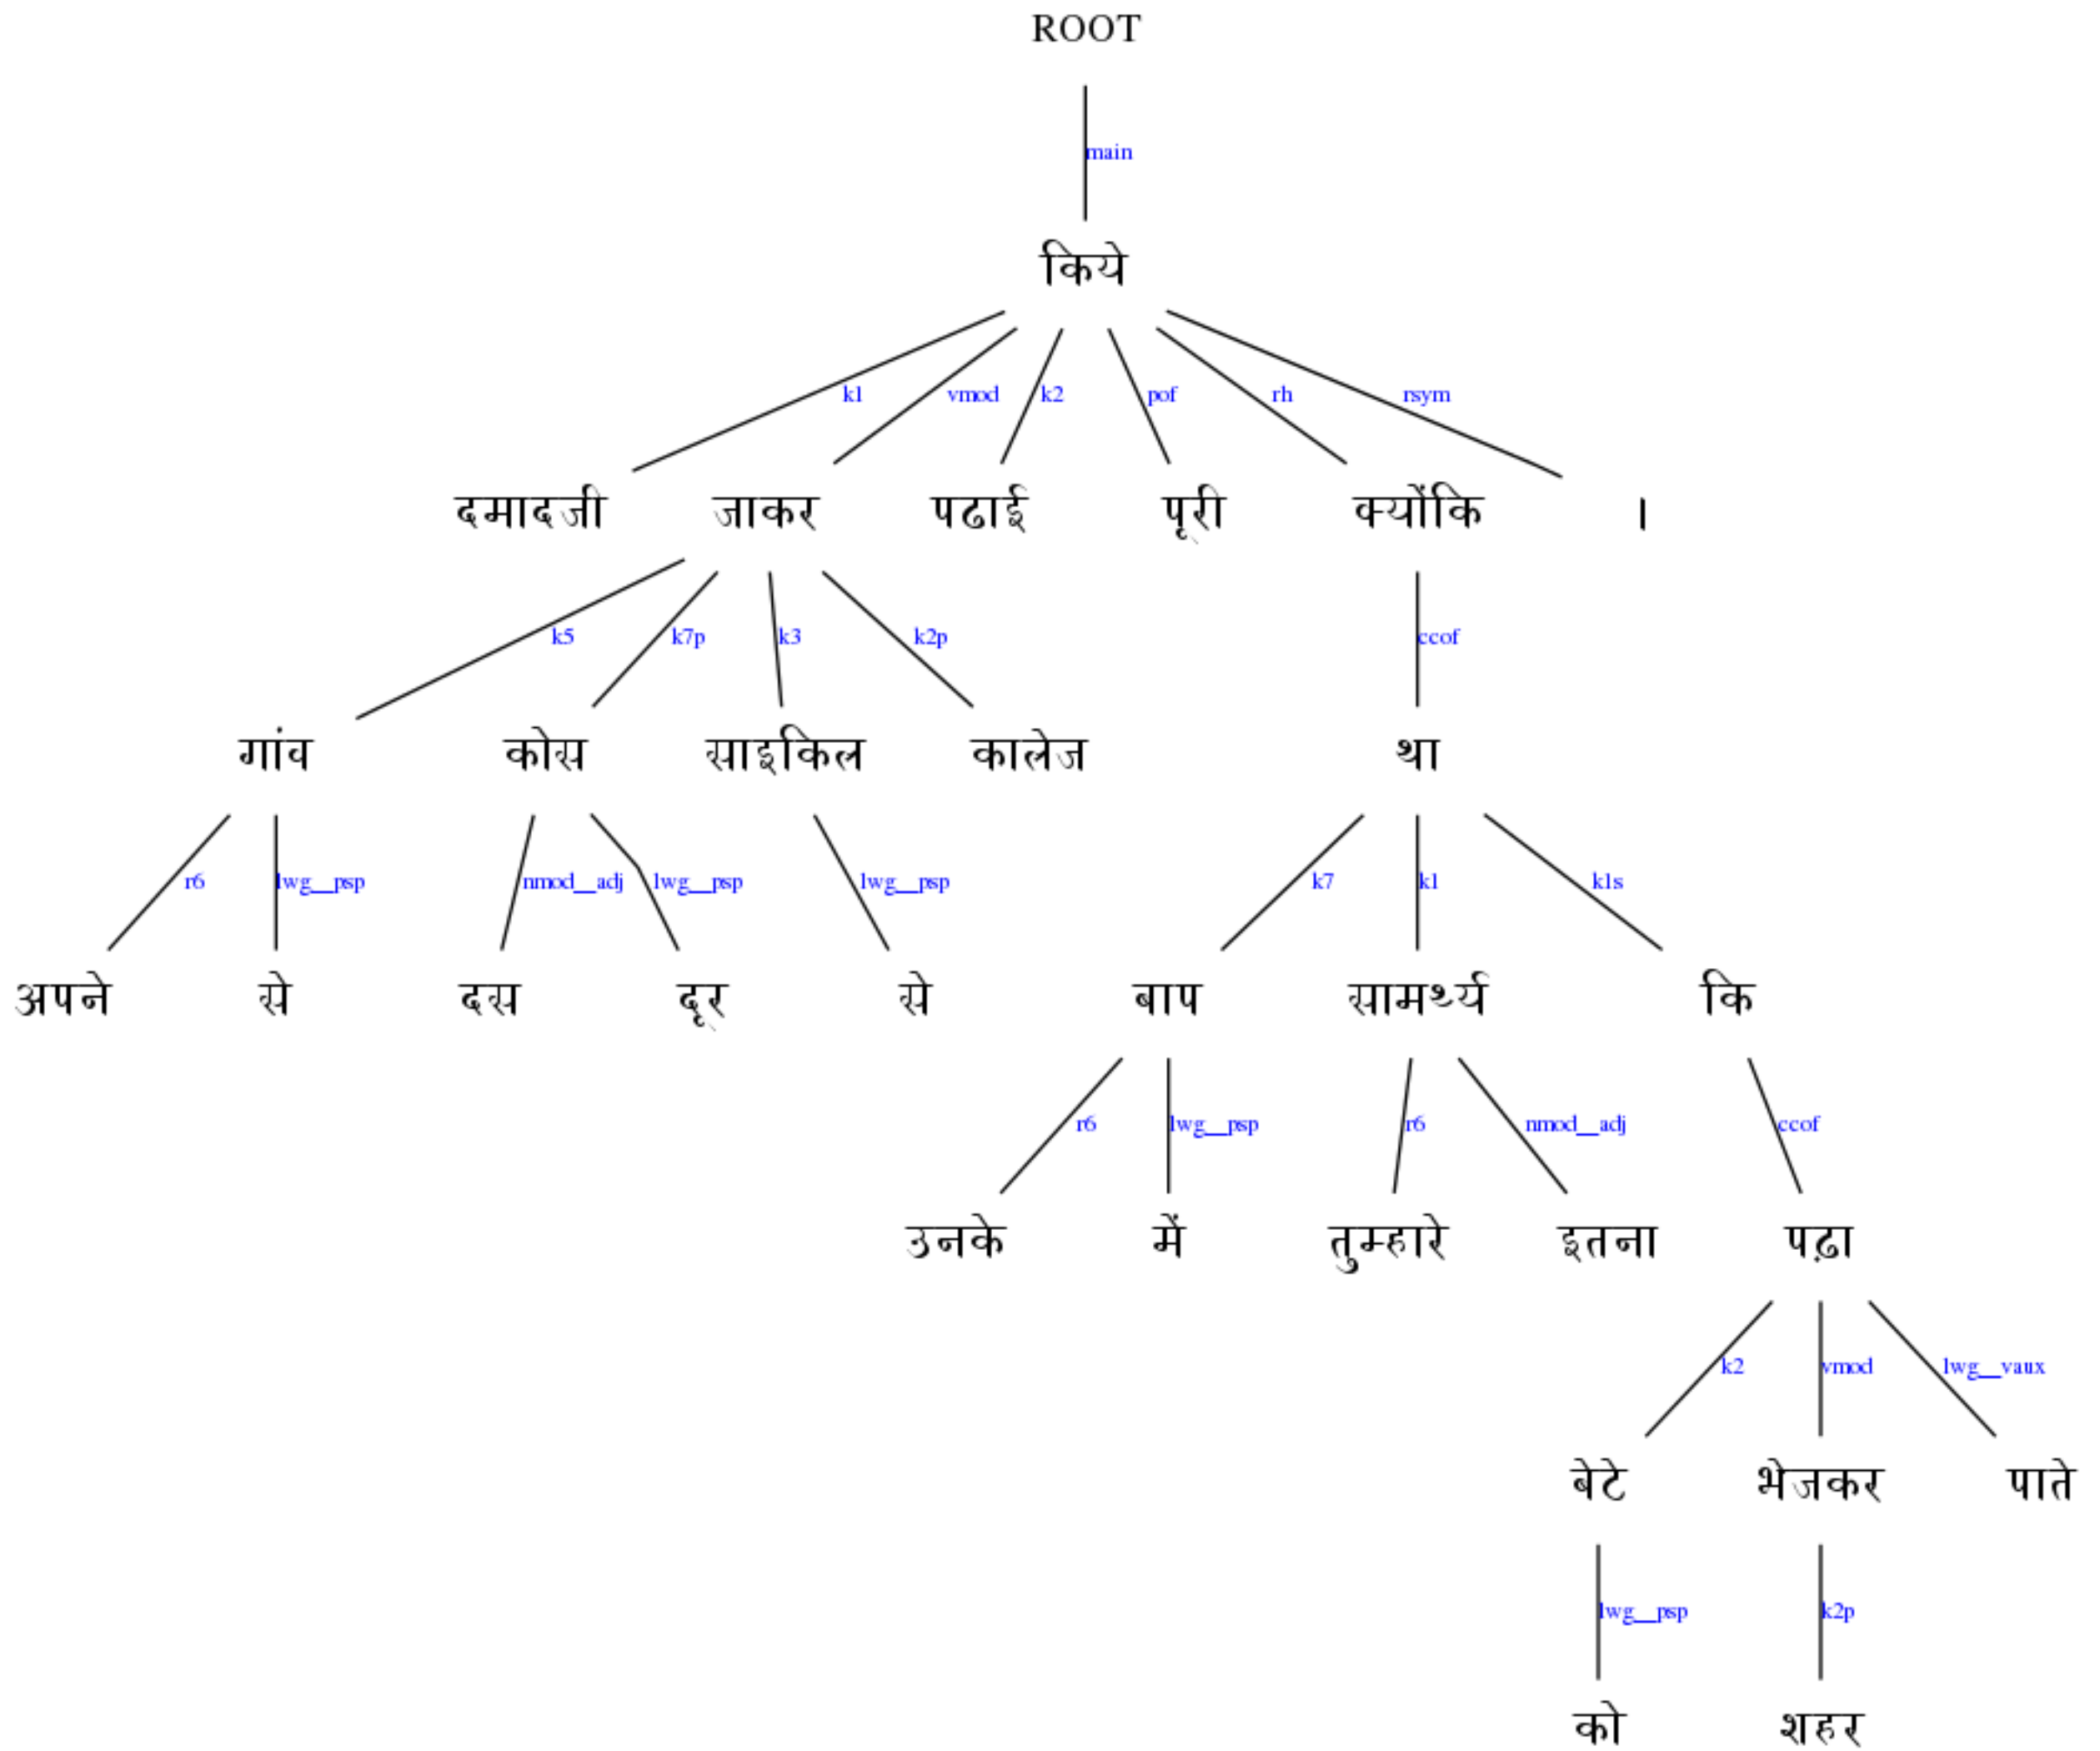 ROOT
main
किये
k1 vmod k2 pof rh rsym
दमादजी जाकर पढाई पूरी क्योंकि ।
k5 k7p k3 k2p ccof
गांव कोस साइकिल कालेज था
r6 lwg__psp nmod__adj lwg__psp lwg__psp k7 k1 k1s
अपने से दस दूर से बाप सामर्थ्य कि
r6 lwg__psp r6 nmod__adj ccof
उनके में तुम्हारे इतना पढ़ा
k2 vmod lwg__vaux
बेटे भेजकर पाते
lwg__psp k2p
को शहर